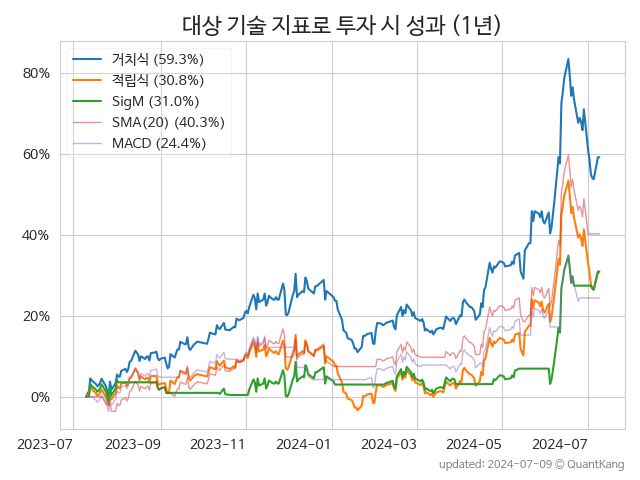 대상 기술 지표로 투자 시 성과 (1년)
거치식 (59.3%)
적립식 (30.8%)
SigM (31.0%)
SMA(20) (40.3%)
MACD (24.4%)
80%
60%
40%
20%
0%
2023-07 2023-09 2023-11 2024-01 2024-03 2024-05 2024-07
updated: 2024-07-09 @ QuantKang